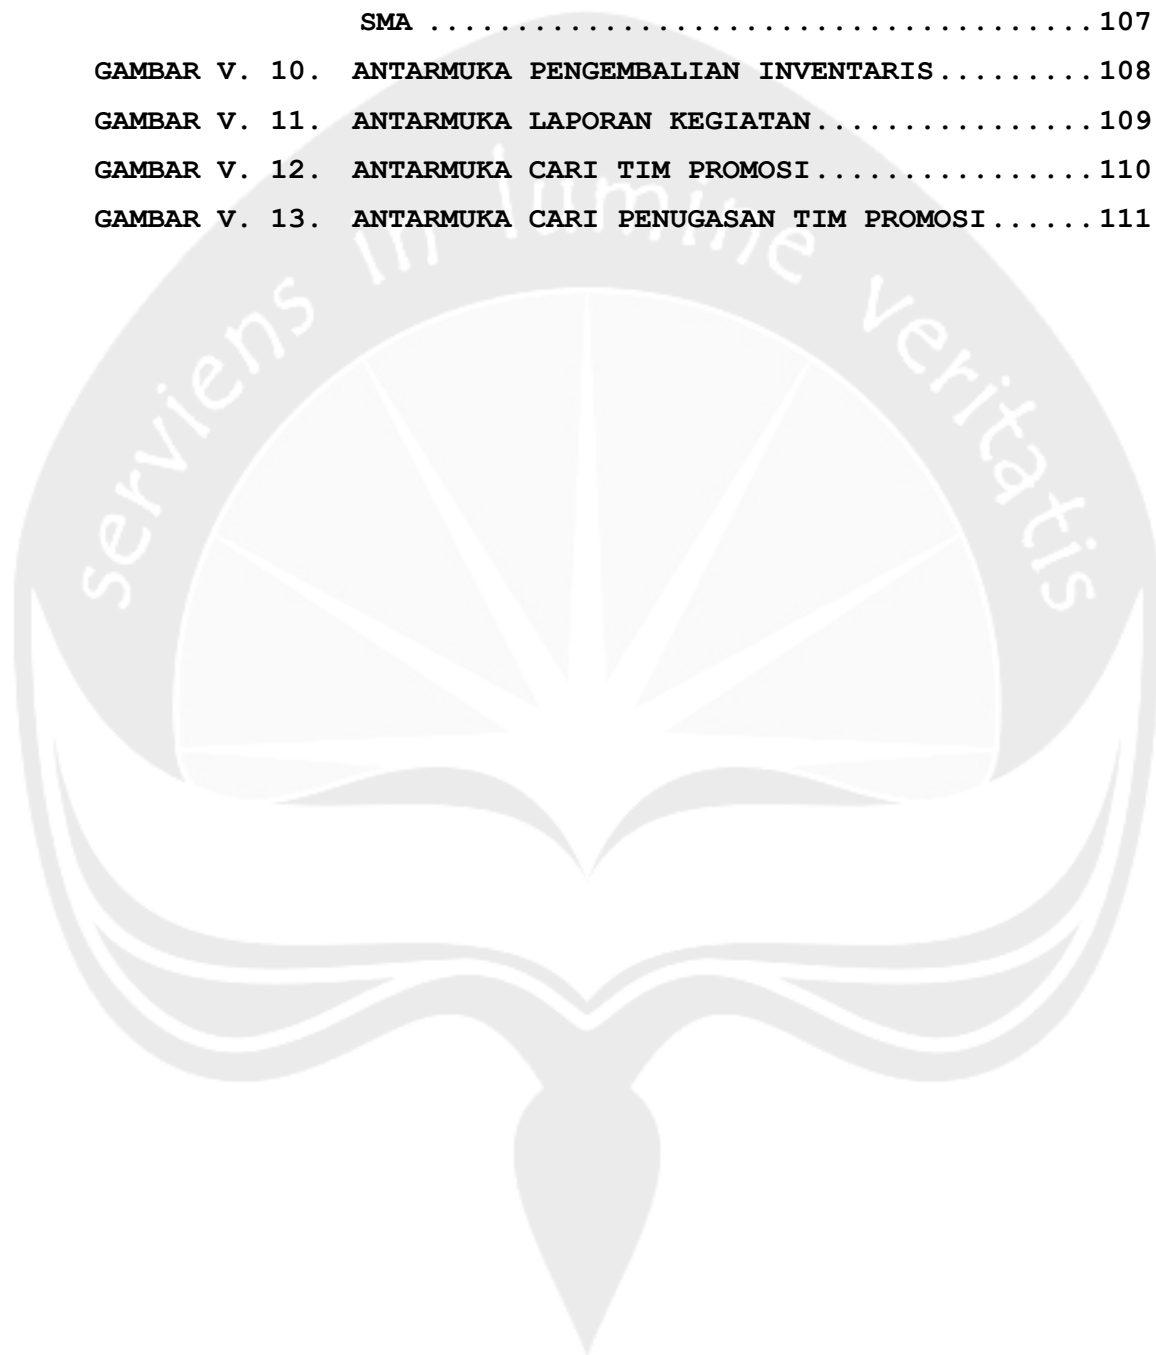 SMA .....................................107
GAMBAR V. 10. ANTARMUKA PENGEMBALIAN INVENTARIS.........108
GAMBAR V. 11. ANTARMUKA LAPORAN KEGIATAN................109
GAMBAR V. 12. ANTARMUKA CARI TIM PROMOSI................110
GAMBAR V. 13. ANTARMUKA CARI PENUGASAN TIM PROMOSI......111
serviens in lumine veritatis